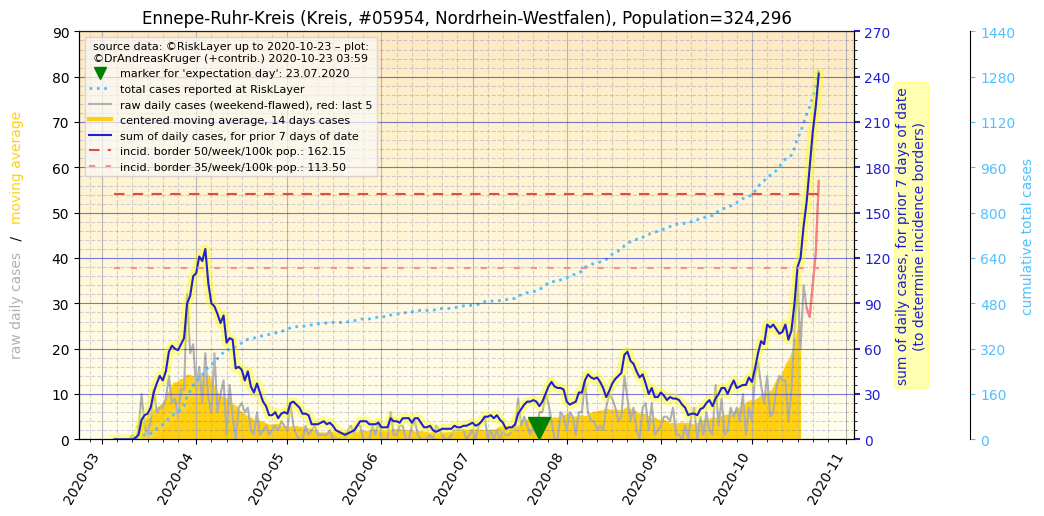 Ennepe-Ruhr-Kreis (Kreis, #05954, Nordrhein-Westfalen), Population=324,296
source data: ©RiskLayer up to 2020-10-23 – plot:
©DrAndreasKruger (+contrib.) 2020-10-23 03:59
marker for 'expectation day': 23.07.2020
total cases reported at RiskLayer
raw daily cases (weekend-flawed), red: last 5
centered moving average, 14 days cases
sum of daily cases, for prior 7 days of date
incid. border 50/week/100k pop.: 162.15
incid. border 35/week/100k pop.: 113.50
raw daily cases / moving average
90
80
70
60
50
40
30
20
10
0
270
240
210
180
150
120
90
60
30
0
sum of daily cases, for prior 7 days of date
(to determine incidence borders)
1440
1280
1120
960
800
640
480
320
160
0
cumulative total cases
2020-03
2020-04
2020-05
2020-06
2020-07
2020-08
2020-09
2020-10
2020-11